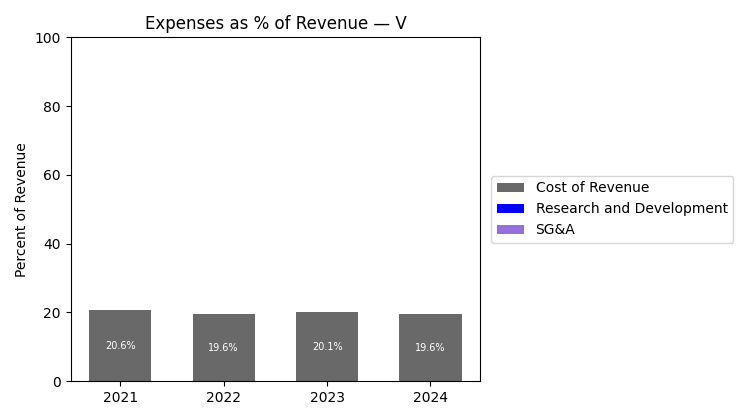 Expenses as % of Revenue — V
Percent of Revenue
100
80
60
40
20
0
20.6%
19.6%
20.1%
19.6%
2021
2022
2023
2024
Cost of Revenue
Research and Development
SG&A